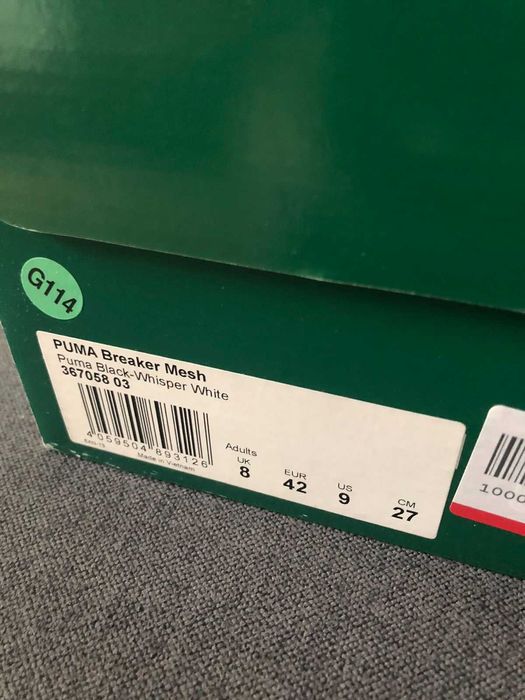 G114
PUMA Breaker Mesh
Puma Black-Whisper White
367058 03
4 059504 893126
Made in Vietnam
Adults
UK EUR US CM
8 42 9 27
1000